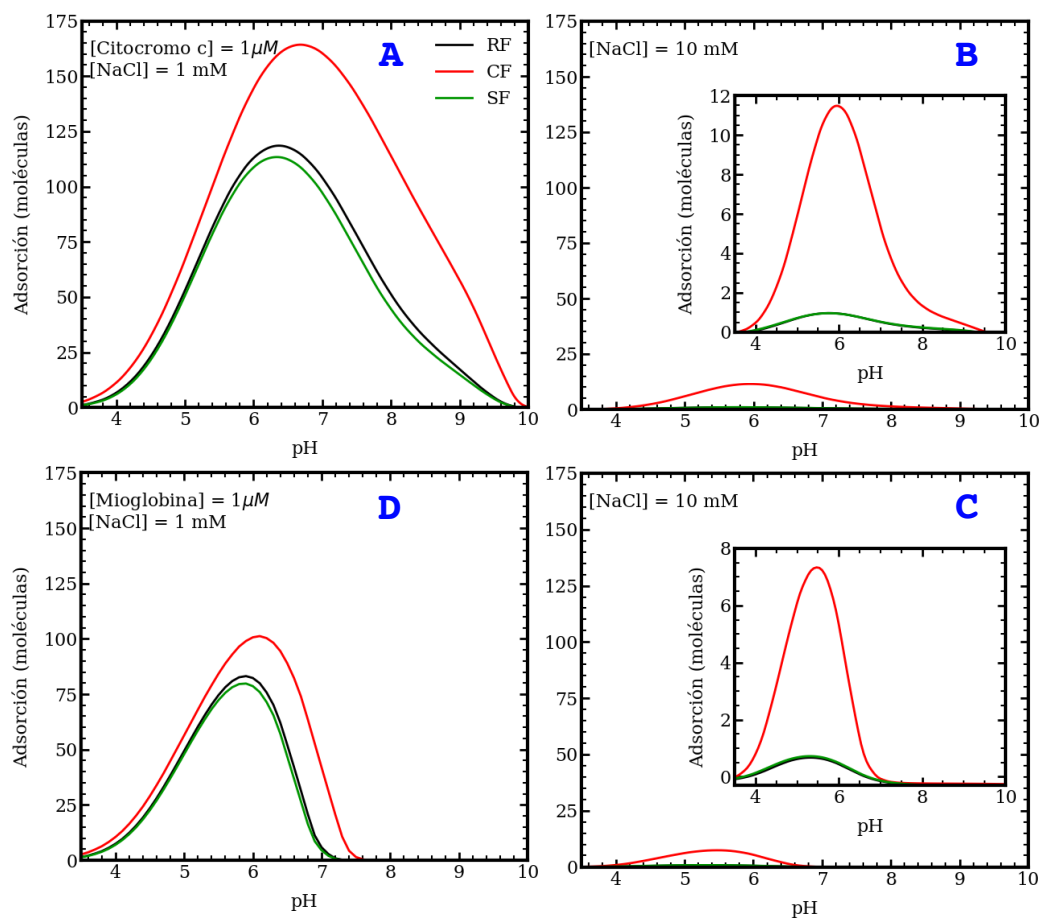 [Citocromo c] = 1μM
[NaCl] = 1 mM
A
RF
CF
SF
Adsorción (moléculas)
175
150
125
100
75
50
25
0
4 5 6 7 8 9 10
pH
[NaCl] = 10 mM
B
175
150
125
100
75
50
25
0
4 5 6 7 8 9 10
pH
Adsorción (moléculas)
12
10
8
6
4
2
0
4 6 8 10
pH
[Mioglobina] = 1μM
[NaCl] = 1 mM
D
Adsorción (moléculas)
175
150
125
100
75
50
25
0
4 5 6 7 8 9 10
pH
[NaCl] = 10 mM
C
175
150
125
100
75
50
25
0
4 5 6 7 8 9 10
pH
Adsorción (moléculas)
8
6
4
2
0
4 6 8 10
pH